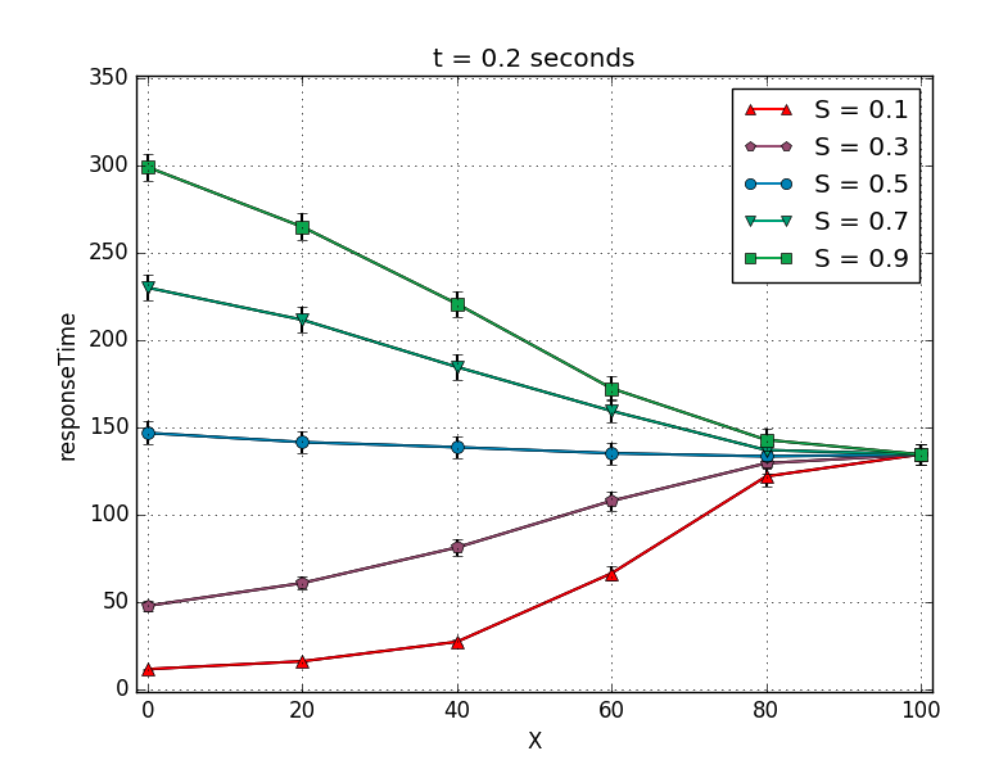 t = 0.2 seconds
350
300
250
200
150
100
50
0
responseTime
0 20 40 60 80 100
X
S = 0.1
S = 0.3
S = 0.5
S = 0.7
S = 0.9